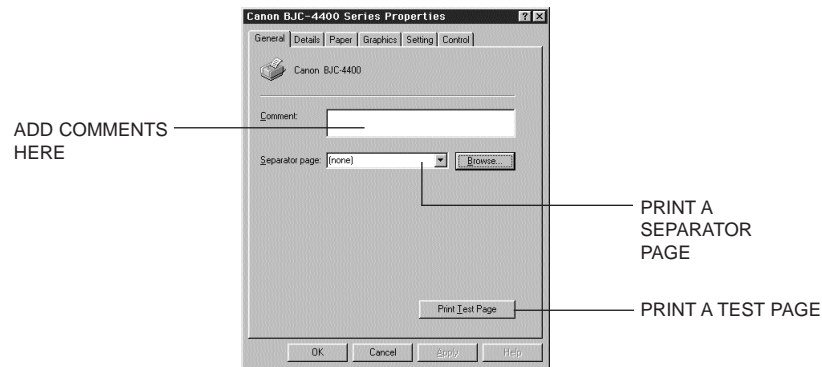 Canon BJC-4400 Series Properties
General Details Paper Graphics Setting Control
Canon BJC-4400
Comment:
ADD COMMENTS
HERE
Separator page: (none) Browse...
PRINT A
SEPARATOR
PAGE
Print Test Page
PRINT A TEST PAGE
OK Cancel Apply Help